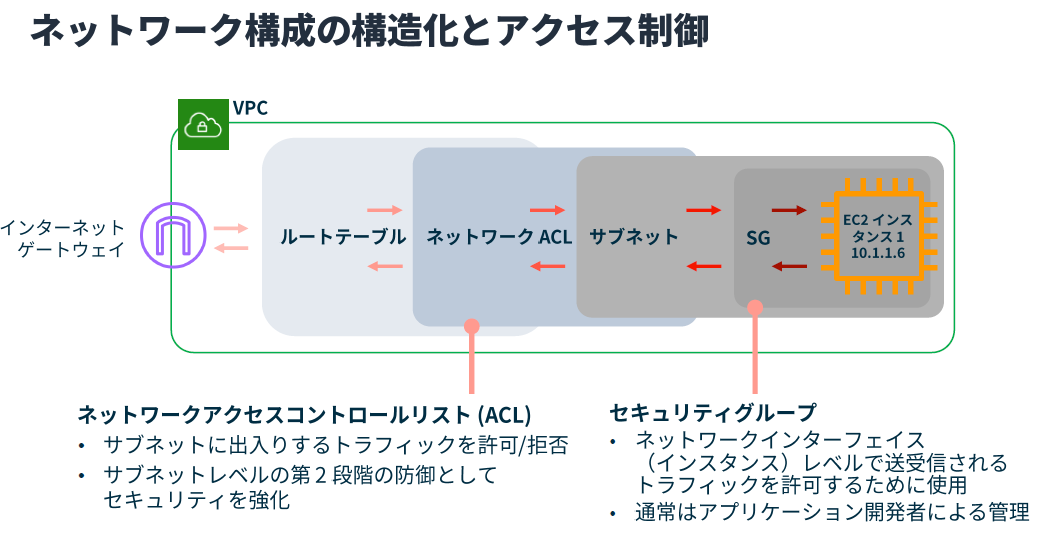 ネットワーク構成の構造化とアクセス制御
VPC
インターネット
ゲートウェイ
ルートテーブル
ネットワーク ACL
サブネット
SG
EC2 インス
タンス 1
10.1.1.6
ネットワークアクセスコントロールリスト (ACL)
• サブネットに出入りするトラフィックを許可/拒否
• サブネットレベルの第 2 段階の防御として
セキュリティを強化
セキュリティグループ
• ネットワークインターフェイス
（インスタンス）レベルで送受信される
トラフィックを許可するために使用
• 通常はアプリケーション開発者による管理